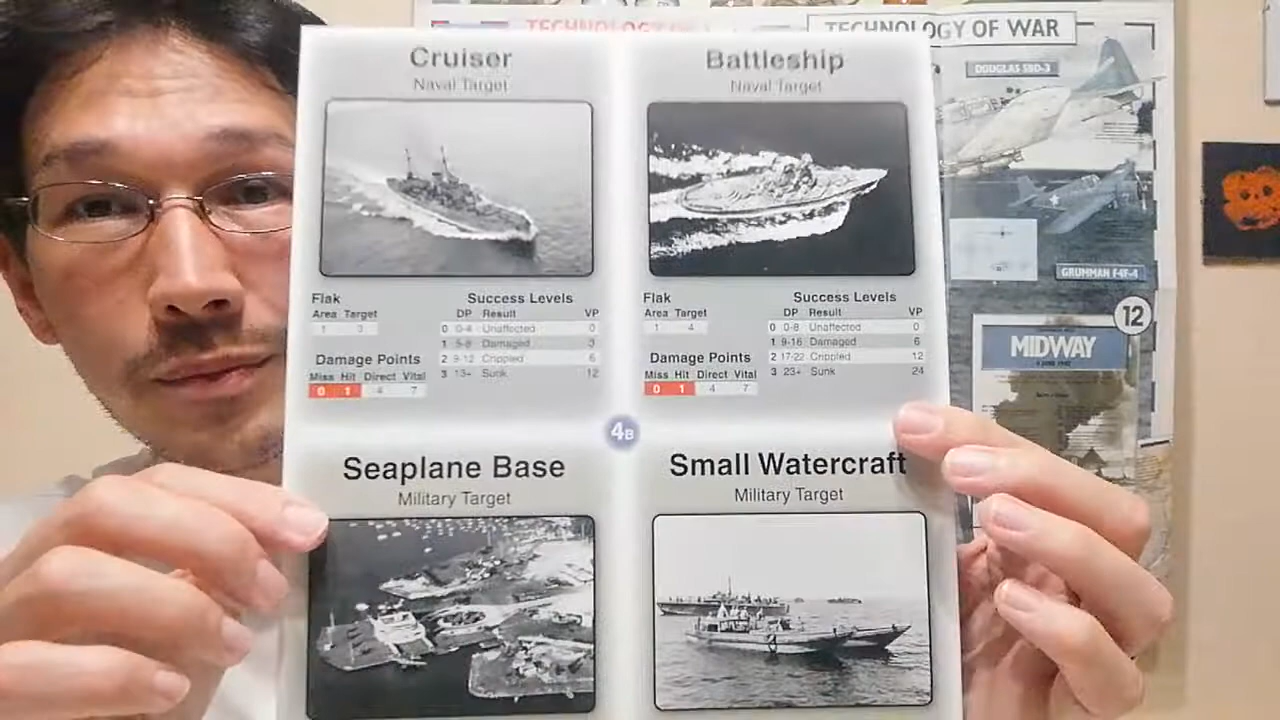 TECHNOLOGY OF WAR
DOUGLAS SBD-3
GRUMMAN F4F-4
12
MIDWAY
Cruiser
Naval Target
Flak
Area Target
1 3
Success Levels
DP Result VP
0 0-4 Unaffected 0
1 5-8 Damaged 3
2 9-12 Crippled 6
3 13+ Sunk 12
Damage Points
Miss Hit Direct Vital
0 1 4 7
Battleship
Naval Target
Flak
Area Target
1 4
Success Levels
DP Result VP
0 0-8 Unaffected 0
1 9-16 Damaged 6
2 17-22 Crippled 12
3 23+ Sunk 24
Damage Points
Miss Hit Direct Vital
0 1 4 7
4B
Seaplane Base
Military Target
Small Watercraft
Military Target